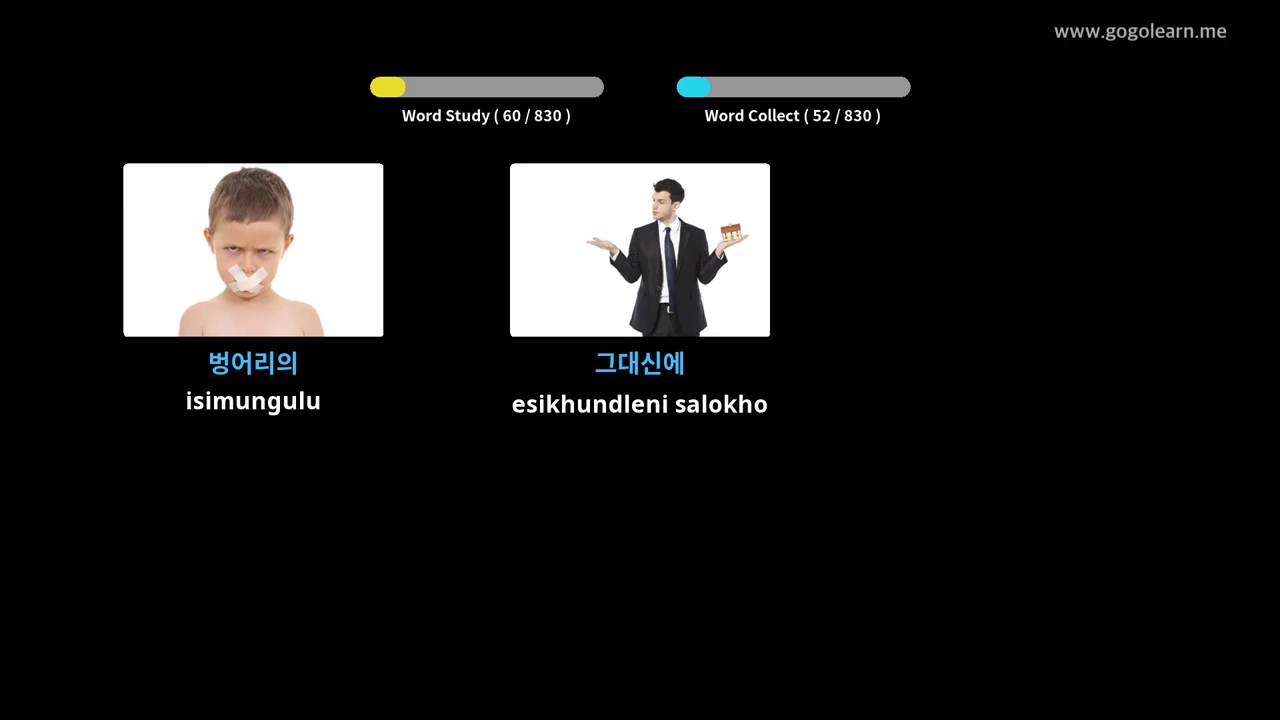 www.gogolearn.me
Word Study ( 60 / 830 )
Word Collect ( 52 / 830 )
벙어리의
isimungulu
그대신에
esikhundleni salokho